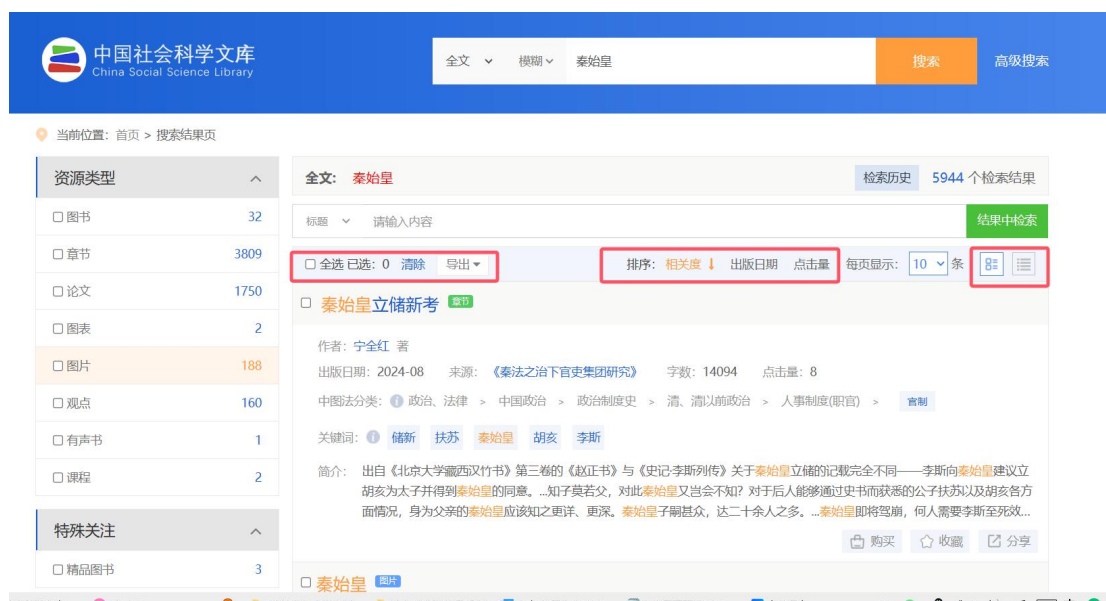 中国社会科学文库
China Social Science Library
全文 模糊 秦始皇 搜索 高级搜索
当前位置：首页 > 搜索结果页
资源类型
图书 32
章节 3809
论文 1750
图表 2
图片 188
观点 160
有声书 1
课程 2
特殊关注
精品图书 3
全文: 秦始皇 检索历史 5944 个检索结果
标题 请输入内容 结果中检索
全选 已选: 0 清除 导出 排序: 相关度 ↓ 出版日期 点击量 每页显示: 10 条
秦始皇立储新考 章节
作者: 宁全红 著
出版日期: 2024-08 来源: 《秦法之治下官吏集团研究》 字数: 14094 点击量: 8
中图法分类: 政治、法律 > 中国政治 > 政治制度史 > 清、清以前政治 > 人事制度(职官) > 官制
关键词: 储新 扶苏 秦始皇 胡亥 李斯
简介: 出自《北京大学藏西汉竹书》第三卷的《赵正书》与《史记·李斯列传》关于秦始皇立储的记载完全不同——李斯向秦始皇建议立
胡亥为太子并得到秦始皇的同意。...知子莫若父，对此秦始皇又岂会不知？对于后人能够通过史书而获悉的公子扶苏以及胡亥各方
面情况，身为父亲的秦始皇应该知之更详、更深。秦始皇子嗣甚众，达二十余人之多。...秦始皇即将驾崩，何人需要李斯至死效...
购买 收藏 分享
秦始皇 图片